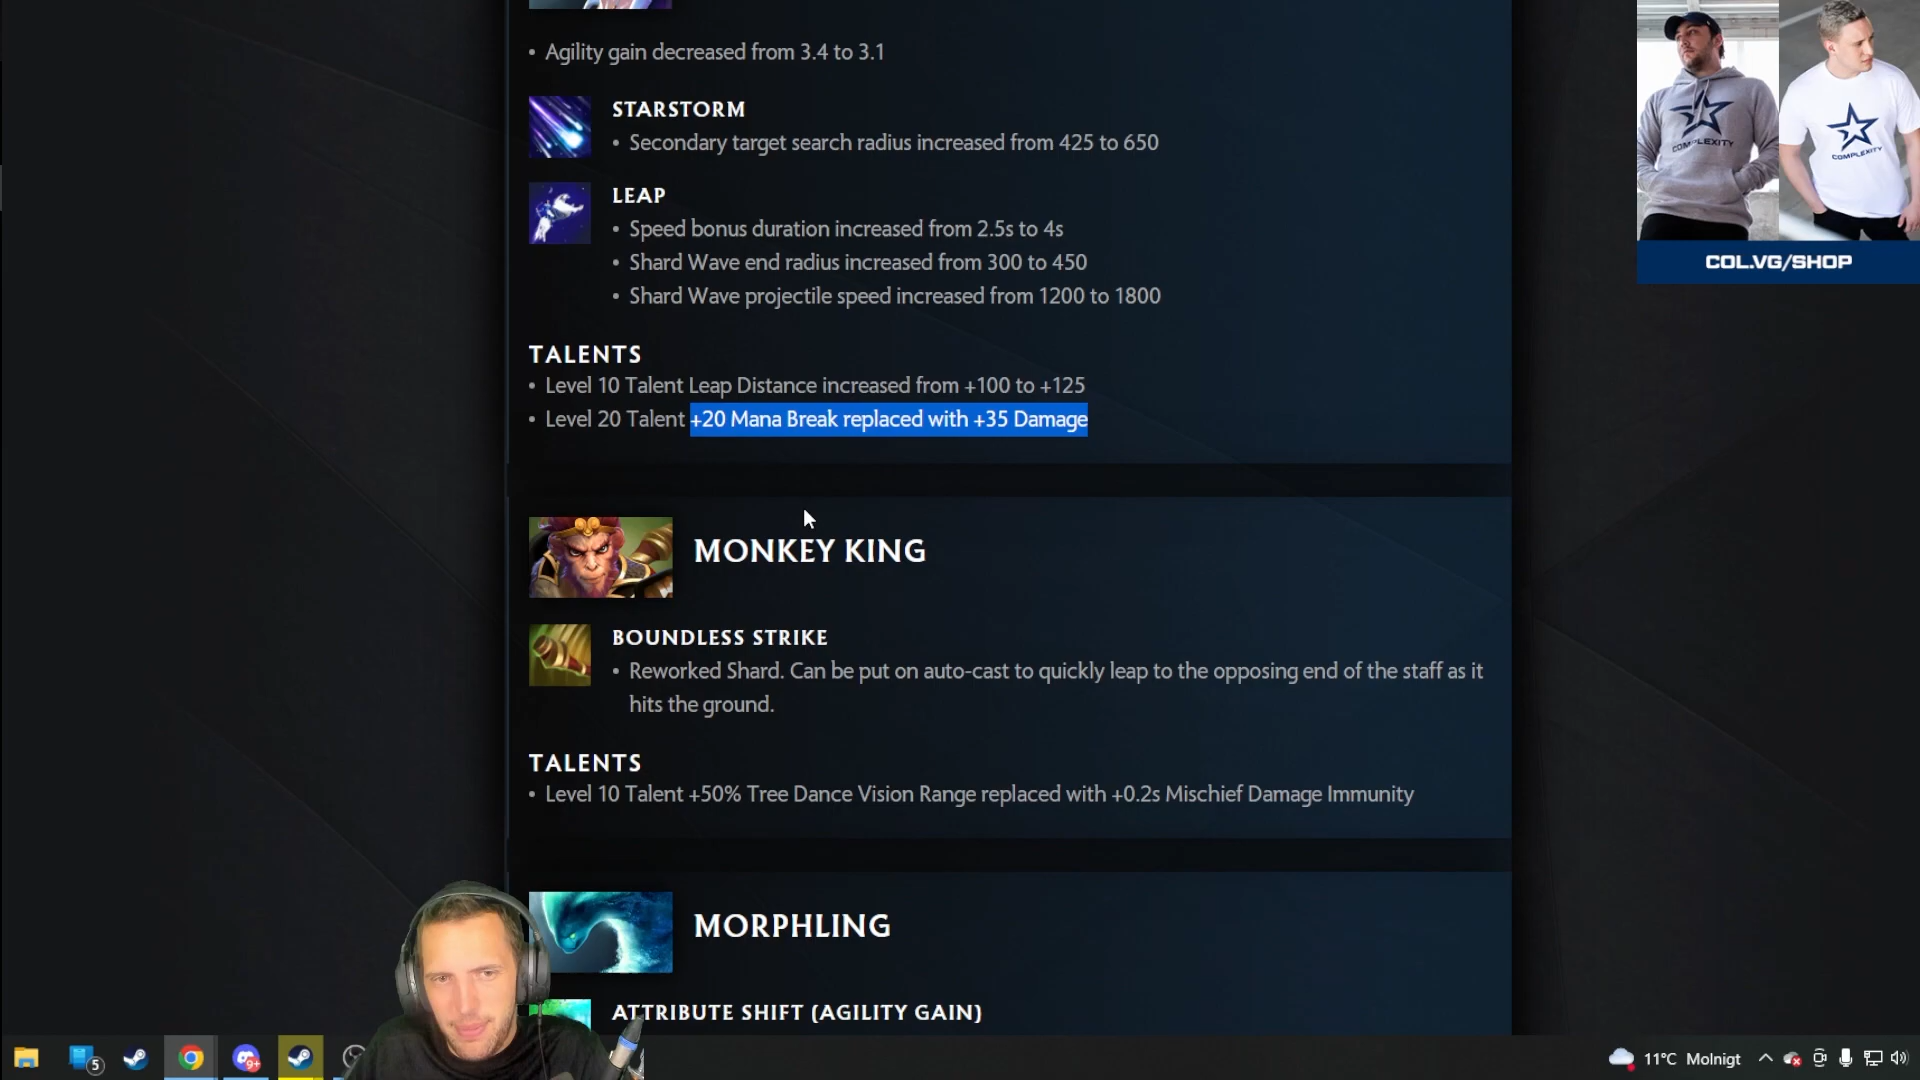 • Agility gain decreased from 3.4 to 3.1
STARSTORM
• Secondary target search radius increased from 425 to 650
LEAP
• Speed bonus duration increased from 2.5s to 4s
• Shard Wave end radius increased from 300 to 450
• Shard Wave projectile speed increased from 1200 to 1800
TALENTS
• Level 10 Talent Leap Distance increased from +100 to +125
• Level 20 Talent +20 Mana Break replaced with +35 Damage
MONKEY KING
BOUNDLESS STRIKE
• Reworked Shard. Can be put on auto-cast to quickly leap to the opposing end of the staff as it
hits the ground.
TALENTS
• Level 10 Talent +50% Tree Dance Vision Range replaced with +0.2s Mischief Damage Immunity
MORPHLING
ATTRIBUTE SHIFT (AGILITY GAIN)
COMPLEXITY
COMPLEXITY
COL.VG/SHOP
5
9+
11°C Molnigt